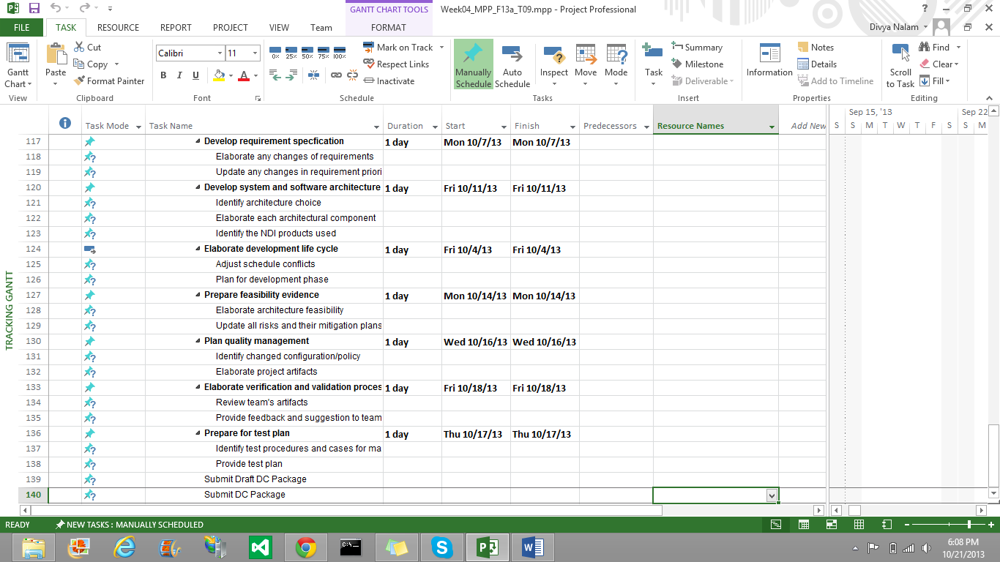 GANTT CHART TOOLS
Week04_MPP_F13a_T09.mpp - Project Professional
?
FILE TASK RESOURCE REPORT PROJECT VIEW Team FORMAT
Divya Nalam
Gantt Chart
View
Paste
Cut
Copy
Format Painter
Clipboard
Calibri 11
B I U A
Font
0% 25% 50% 75% 100%
Mark on Track
Respect Links
Inactivate
Schedule
Manually Schedule
Auto Schedule
Inspect
Move
Mode
Tasks
Task
Summary
Milestone
Deliverable
Insert
Information
Notes
Details
Add to Timeline
Properties
Scroll to Task
Find
Clear
Fill
Editing
Task Mode Task Name Duration Start Finish Predecessors Resource Names Add New
Sep 15, '13 Sep 22
S S M T W T F S S M
TRACKING GANTT
117 Develop requirement specfication 1 day Mon 10/7/13 Mon 10/7/13
118 Elaborate any changes of requirements
119 Update any changes in requirement priori
120 Develop system and software architecture 1 day Fri 10/11/13 Fri 10/11/13
121 Identify architecture choice
122 Elaborate each architectural component
123 Identify the NDI products used
124 Elaborate development life cycle 1 day Fri 10/4/13 Fri 10/4/13
125 Adjust schedule conflicts
126 Plan for development phase
127 Prepare feasibility evidence 1 day Mon 10/14/13 Mon 10/14/13
128 Elaborate architecture feasibility
129 Update all risks and their mitigation plans
130 Plan quality management 1 day Wed 10/16/13 Wed 10/16/13
131 Identify changed configuration/policy
132 Elaborate project artifacts
133 Elaborate verification and validation proces 1 day Fri 10/18/13 Fri 10/18/13
134 Review team's artifacts
135 Provide feedback and suggestion to team
136 Prepare for test plan 1 day Thu 10/17/13 Thu 10/17/13
137 Identify test procedures and cases for ma
138 Provide test plan
139 Submit Draft DC Package
140 Submit DC Package
READY NEW TASKS : MANUALLY SCHEDULED
6:08 PM
10/21/2013